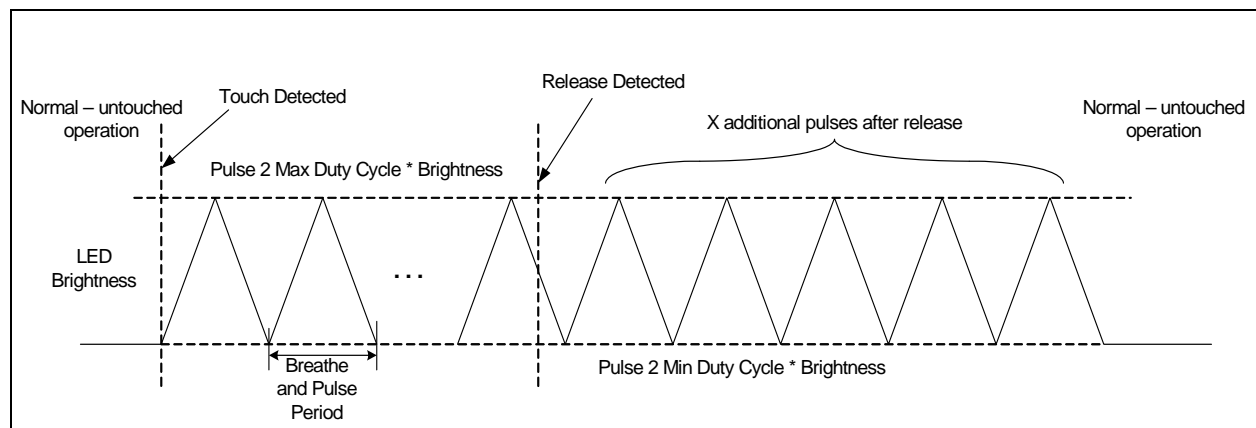 Normal – untouched
operation
Touch Detected
Release Detected
X additional pulses after release
Normal – untouched
operation
Pulse 2 Max Duty Cycle * Brightness
LED
Brightness
. . .
Breathe
and Pulse
Period
Pulse 2 Min Duty Cycle * Brightness